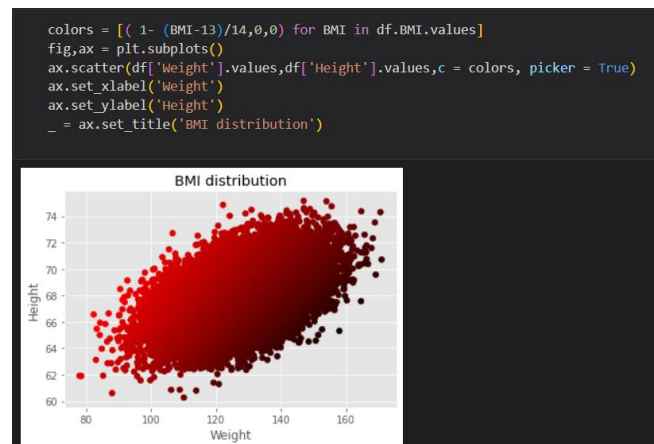 colors = [( 1- (BMI-13)/14,0,0) for BMI in df.BMI.values]
fig,ax = plt.subplots()
ax.scatter(df['Weight'].values,df['Height'].values,c = colors, picker = True)
ax.set_xlabel('Weight')
ax.set_ylabel('Height')
_ = ax.set_title('BMI distribution')
BMI distribution
74
72
70
68
66
64
62
60
Height
80 100 120 140 160
Weight